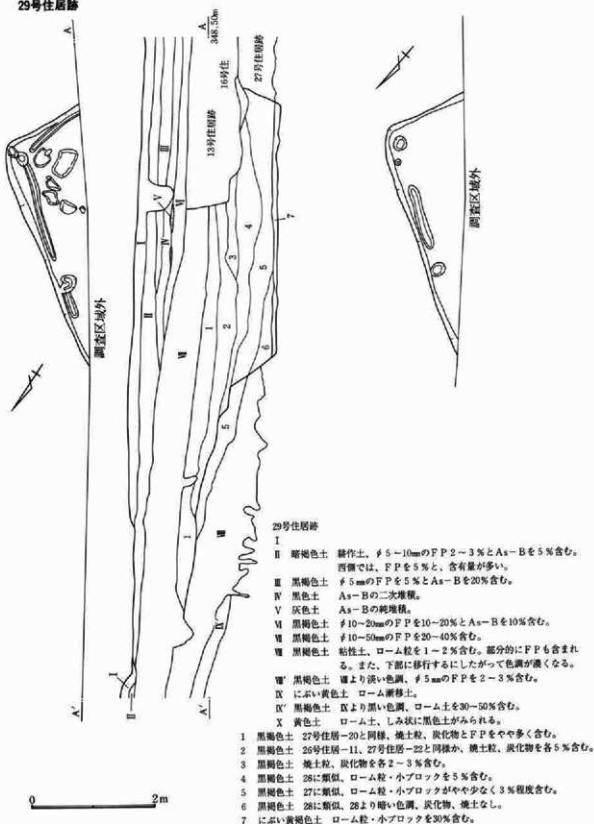 29号住居跡
A
A
348.50m
27号住居跡
16号住
13号住居跡
調査区域外
調査区域外
III
V
VI
I
IV
II
VII
1
2
3
4
5
6
7
5
VIII
1
IX'
I
III
A'
A'
0 2m
29号住居跡
I
II 暗褐色土 耕作土、φ5~10mmのFP2~3%とAs-Bを5%含む。
西側では、FPを5%と、含有量が多い。
III 黒褐色土 φ5mmのFPを5%とAs-Bを20%含む。
IV 黒色土 As-Bの二次堆積。
V 灰色土 As-Bの純堆積。
VI 黒褐色土 φ10~20mmのFPを10~20%とAs-Bを10%含む。
VII 黒褐色土 φ10~50mmのFPを20~40%含む。
VIII 黒褐色土 粘性土、ローム粒を1~2%含む。部分的にFPも含まれ
る。また、下部に移行するにしたがって色調が濃くなる。
VIII' 黒褐色土 VIIIより淡い色調、φ5mmのFPを2~3%含む。
IX にぶい黄色土 ローム漸移土。
IX' 黒褐色土 IXより黒い色調、ローム土を30~50%含む。
X 黄色土 ローム土、しみ状に黒色土がみられる。
1 黒褐色土 27号住居-20と同様、焼土粒、炭化物とFPをやや多く含む。
2 黒褐色土 26号住居-11、27号住居-22と同様か、焼土粒、炭化物を各5%含む。
3 黒褐色土 焼土粒、炭化物を各2~3%含む。
4 黒褐色土 26に類似、ローム粒・小ブロックを5%含む。
5 黒褐色土 27に類似、ローム粒・小ブロックがやや少なく3%程度含む。
6 黒褐色土 28に類似、28より暗い色調、炭化物、焼土なし。
7 にぶい黄褐色土 ローム粒・小ブロックを30%含む。